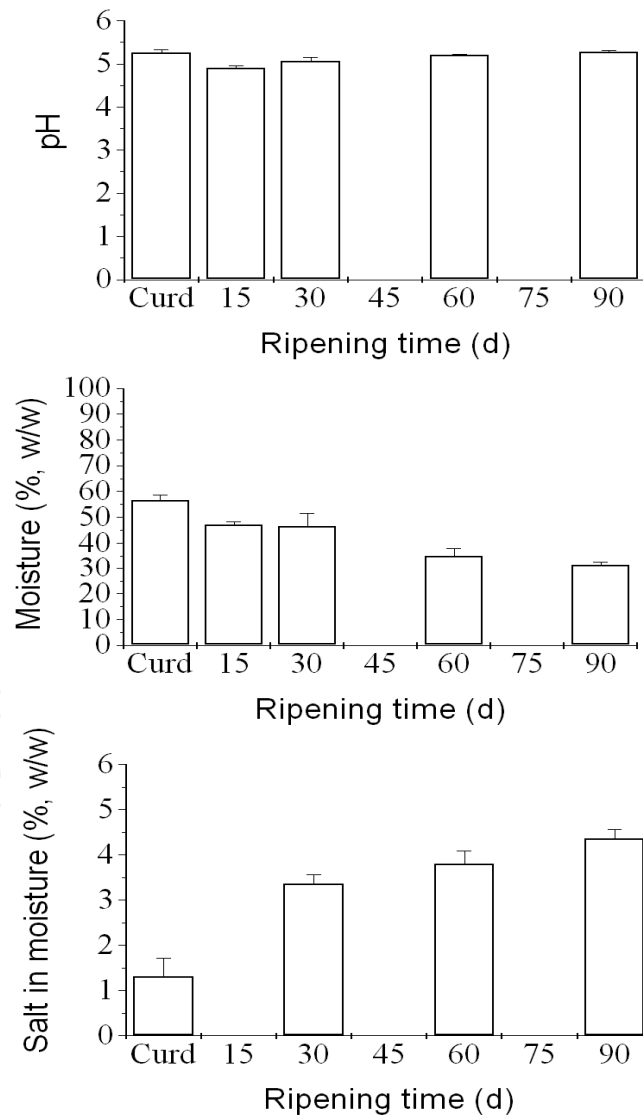 pH
6
5
4
3
2
1
0
Curd 15 30 45 60 75 90
Ripening time (d)
Moisture (%, w/w)
100
90
80
70
60
50
40
30
20
10
0
Curd 15 30 45 60 75 90
Ripening time (d)
Salt in moisture (%, w/w)
6
5
4
3
2
1
0
Curd 15 30 45 60 75 90
Ripening time (d)